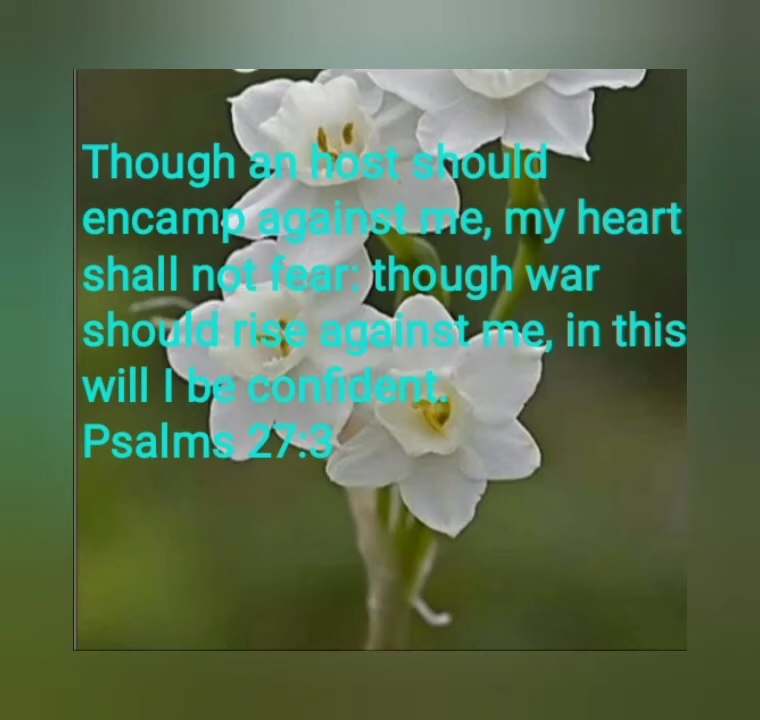 Though an host should
encamp against me, my heart
shall not fear: though war
should rise against me, in this
will I be confident.
Psalms 27:3